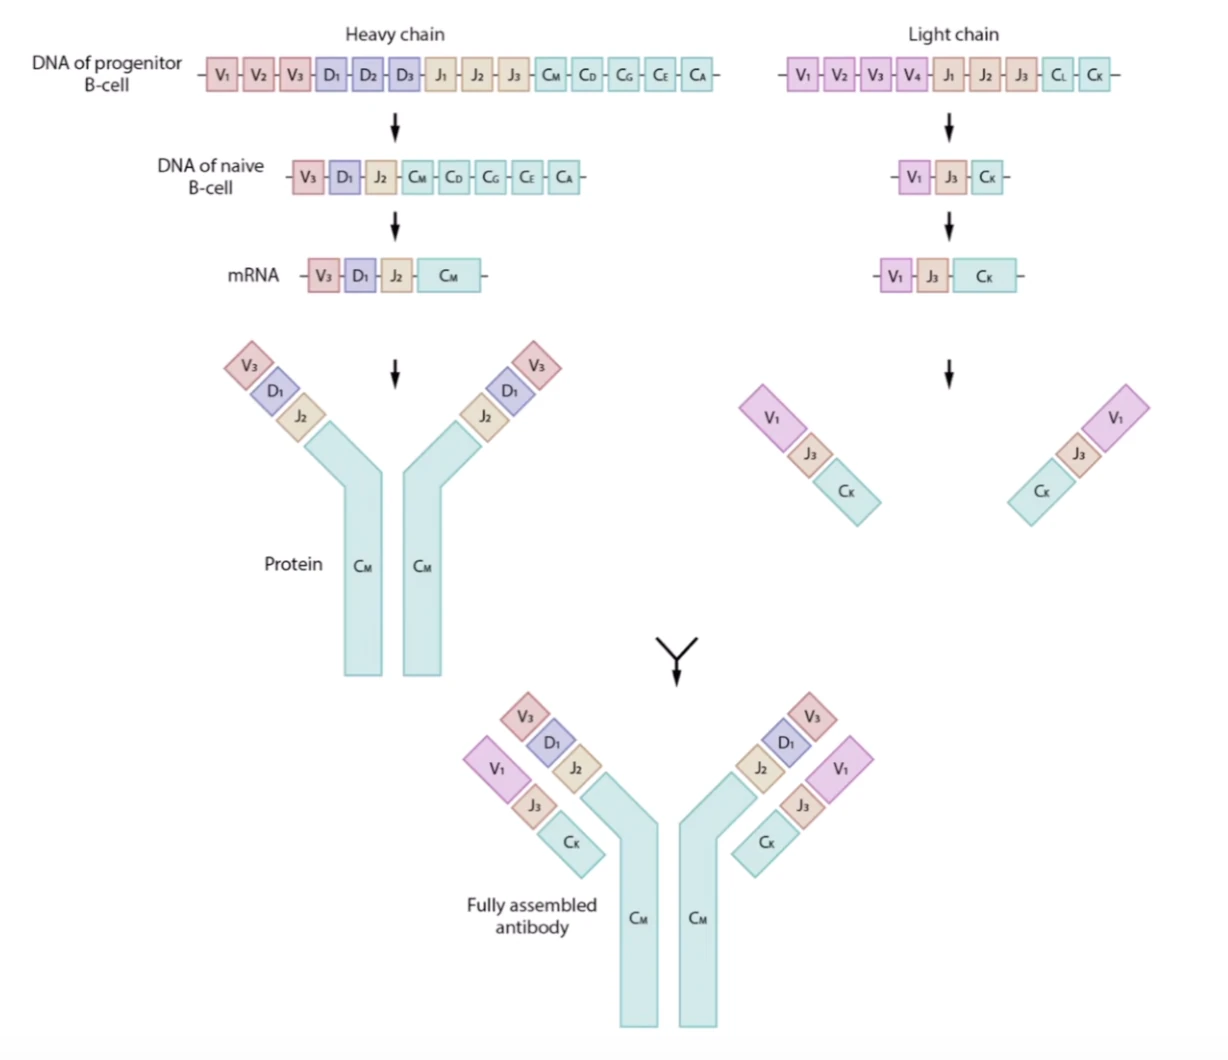 Heavy chain
Light chain
DNA of progenitor
B-cell
V1 V2 V3 D1 D2 D3 J1 J2 J3 CM CD CG CE CA
V1 V2 V3 V4 J1 J2 J3 CL CK
DNA of naive
B-cell
V3 D1 J2 CM CD CG CE CA
V1 J3 CK
mRNA
V3 D1 J2 CM
V1 J3 CK
V3
D1
J2
V3
D1
J2
Protein
CM
CM
V1
J3
CK
V1
J3
CK
V3
D1
J2
V1
J3
CK
V3
D1
J2
V1
J3
CK
Fully assembled
antibody
CM
CM